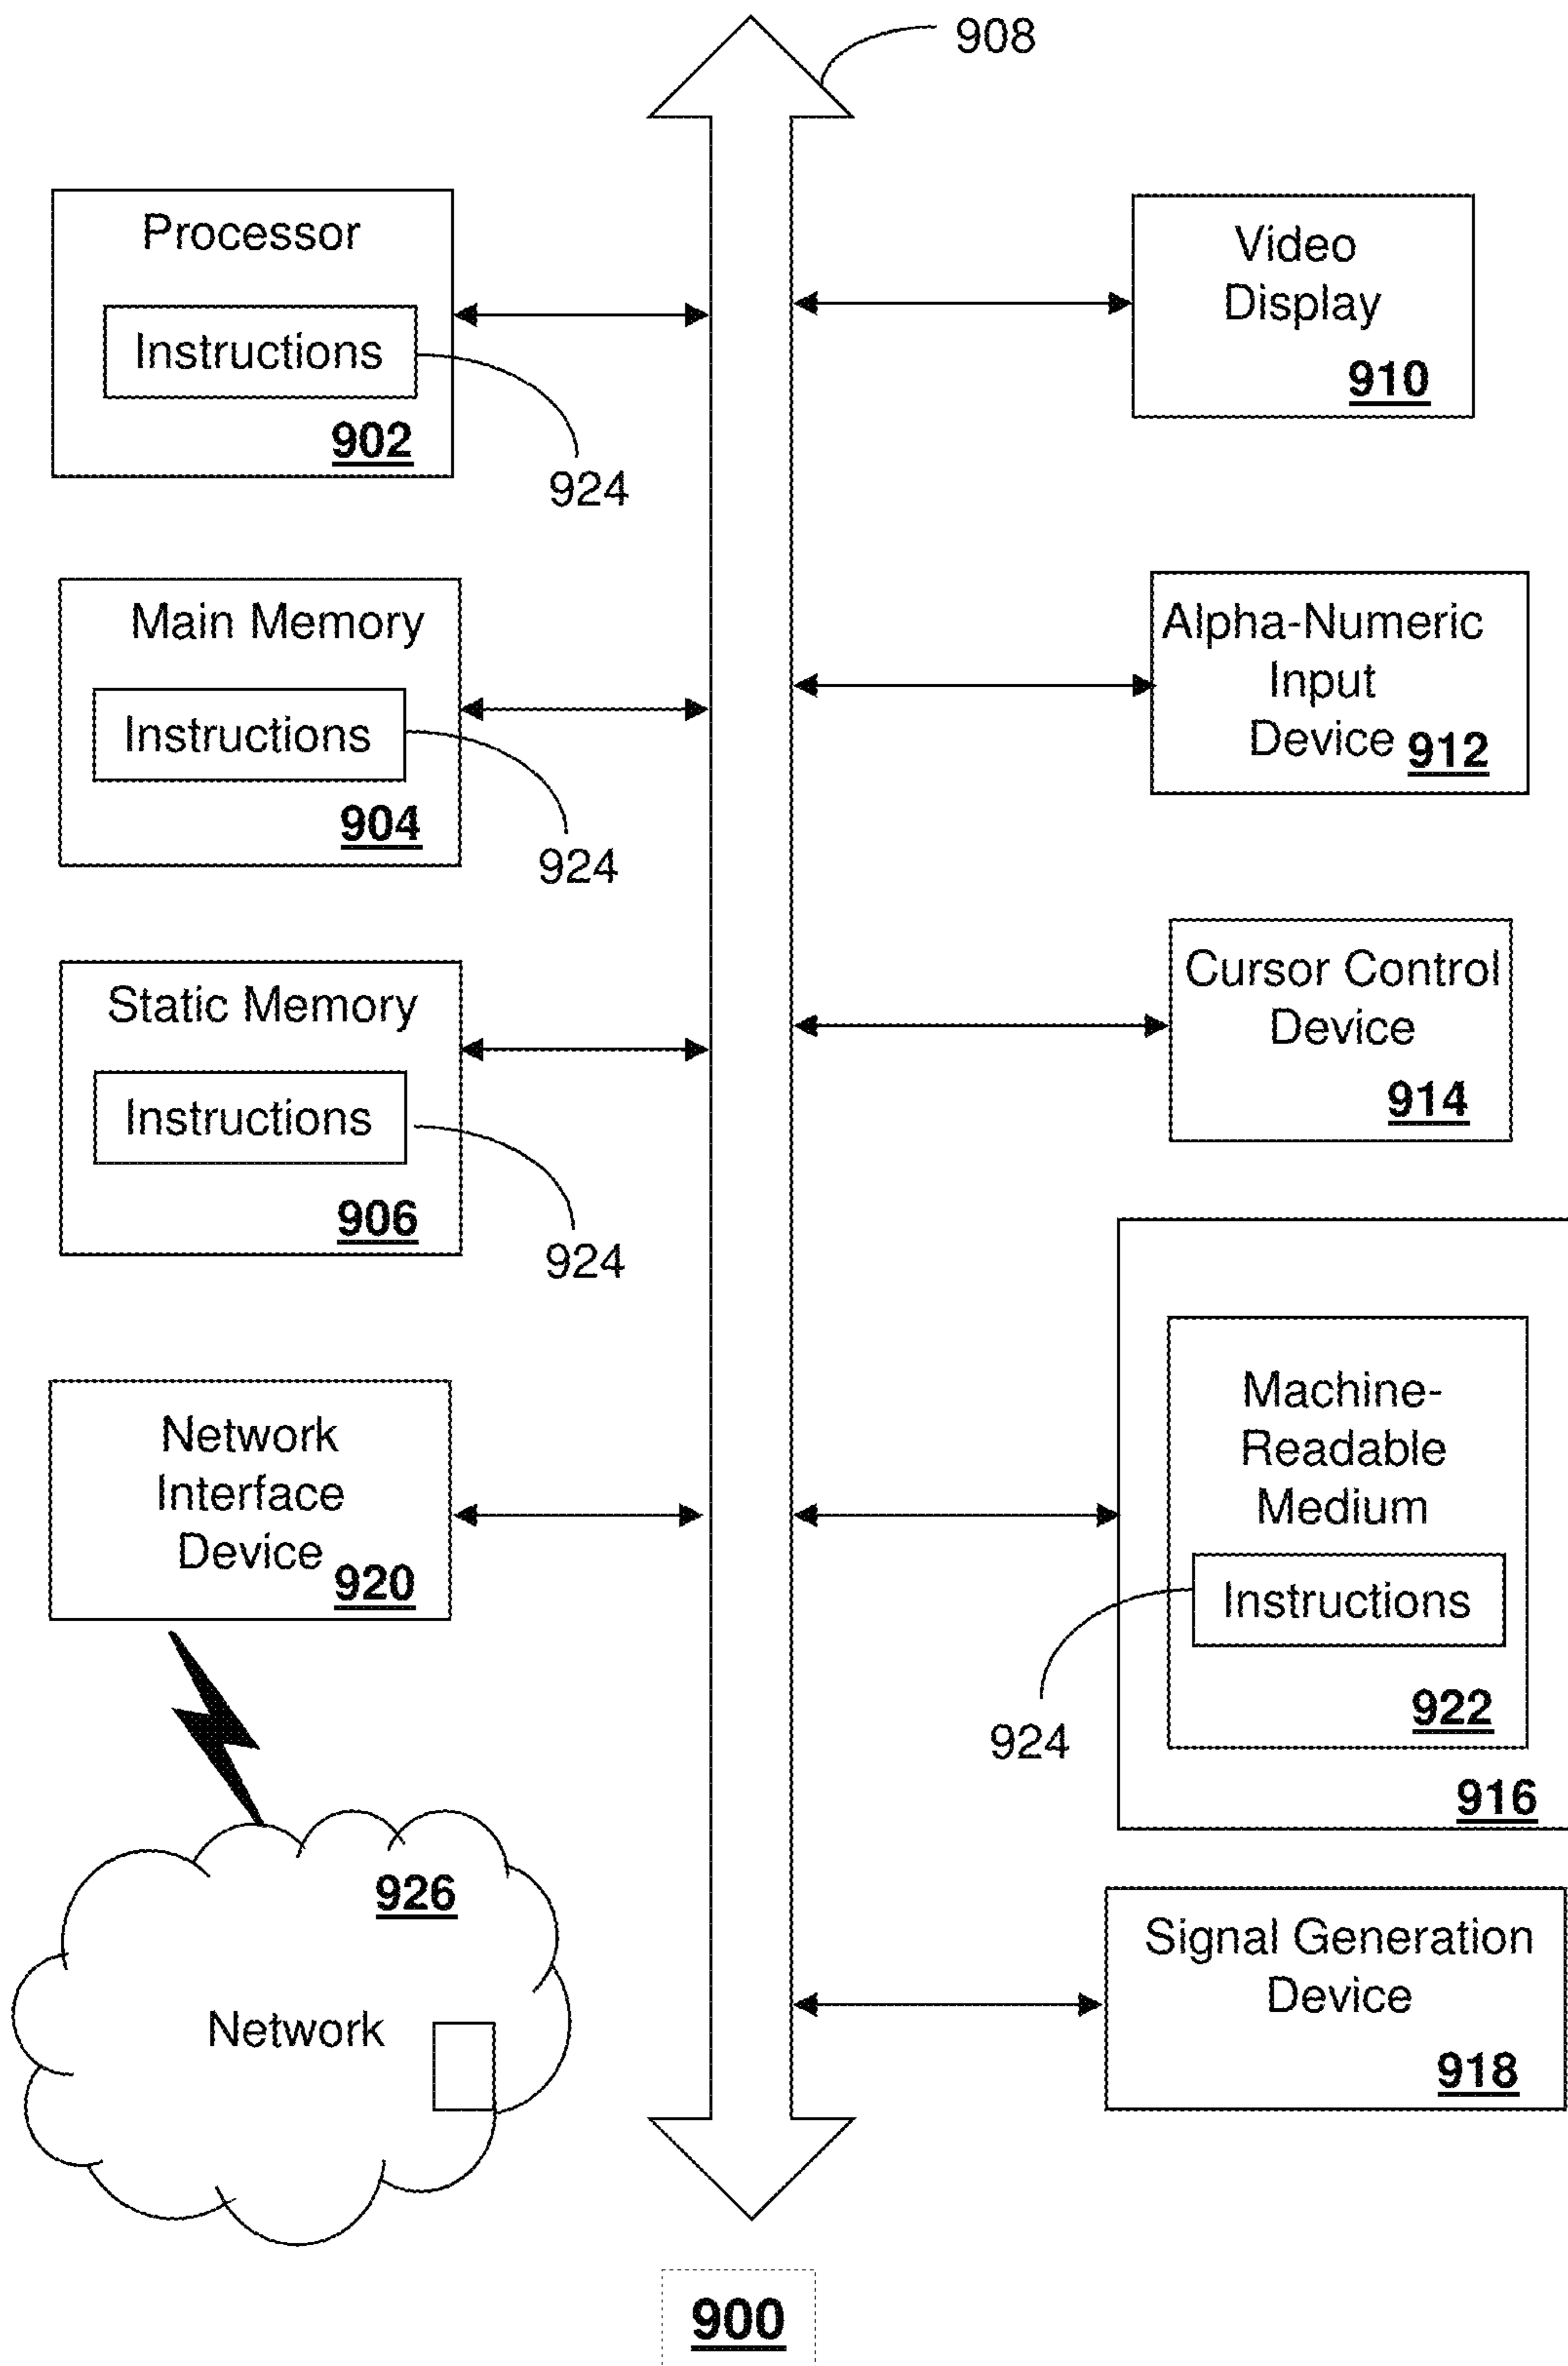 908
Processor
Instructions
902
924
Main Memory
Instructions
904
924
Static Memory
Instructions
906
924
Network
Interface
Device 920
926
Network
Video
Display
910
Alpha-Numeric
Input
Device 912
Cursor Control
Device
914
Machine-
Readable
Medium
Instructions
922
924
916
Signal Generation
Device
918
900